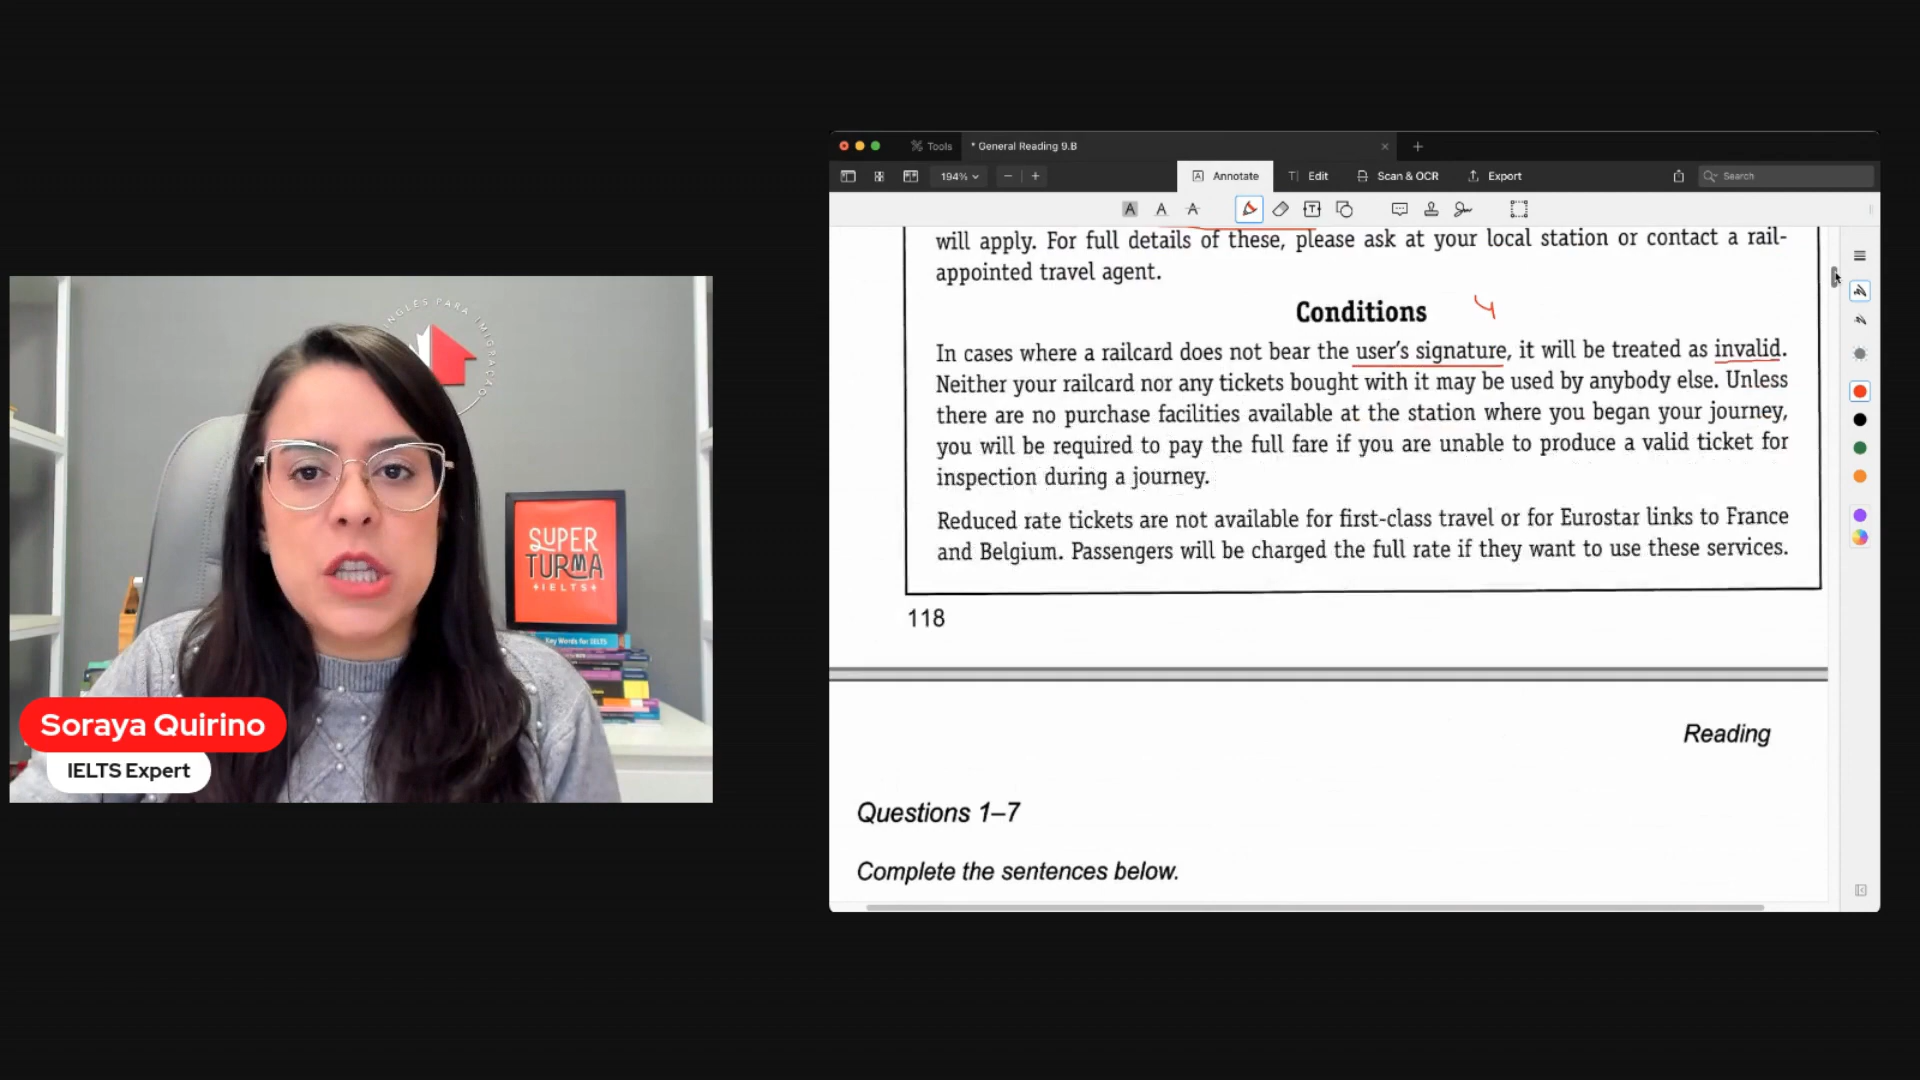 INGLÊS PARA IMIGRAÇÃO
SUPER
TURMA
IELTS
Key Words for IELTS
Soraya Quirino
IELTS Expert
Tools
* General Reading 9.B
194%
Annotate
Edit
Scan & OCR
Export
Search
will apply. For full details of these, please ask at your local station or contact a rail-
appointed travel agent.
Conditions 4
In cases where a railcard does not bear the user's signature, it will be treated as invalid.
Neither your railcard nor any tickets bought with it may be used by anybody else. Unless
there are no purchase facilities available at the station where you began your journey,
you will be required to pay the full fare if you are unable to produce a valid ticket for
inspection during a journey.
Reduced rate tickets are not available for first-class travel or for Eurostar links to France
and Belgium. Passengers will be charged the full rate if they want to use these services.
118
Reading
Questions 1–7
Complete the sentences below.